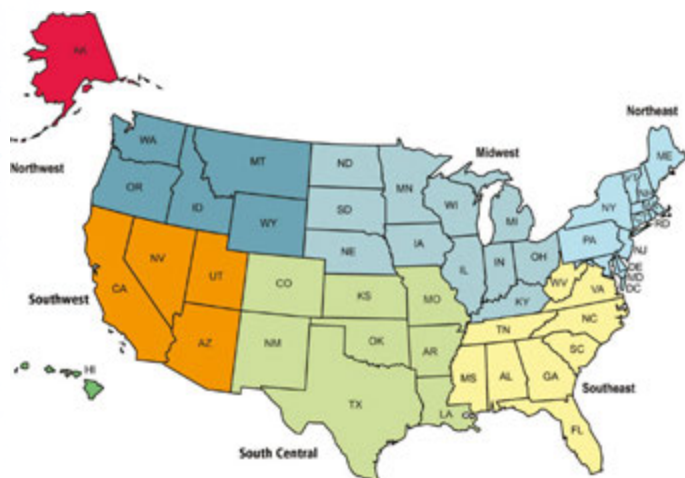 AK
Northeast
WA
MT
ND
MN
Midwest
ME
Northwest
OR
ID
WY
SD
WI
MI
NY
RD
NE
IA
PA
NJ
NV
UT
CO
IL
IN
OH
DE
MD
DC
Southwest
CA
KS
MO
KY
WV
VA
AZ
NM
OK
AR
TN
NC
SC
HI
TX
LA
MS
AL
GA
Southeast
FL
South Central